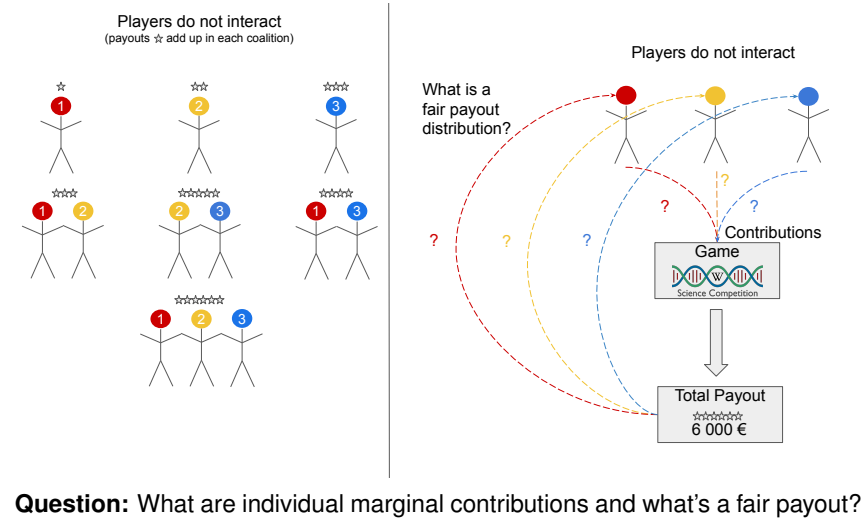 Players do not interact
(payouts ☆ add up in each coalition)
☆
☆☆
☆☆☆
1
2
3
☆☆☆
☆☆☆☆☆
☆☆☆☆
1
2
2
3
1
3
☆☆☆☆☆☆
1
2
3
Players do not interact
What is a
fair payout
distribution?
?
?
?
?
?
?
Contributions
Game
W
Science Competition
Total Payout
☆☆☆☆☆☆
6 000 €
Question: What are individual marginal contributions and what's a fair payout?